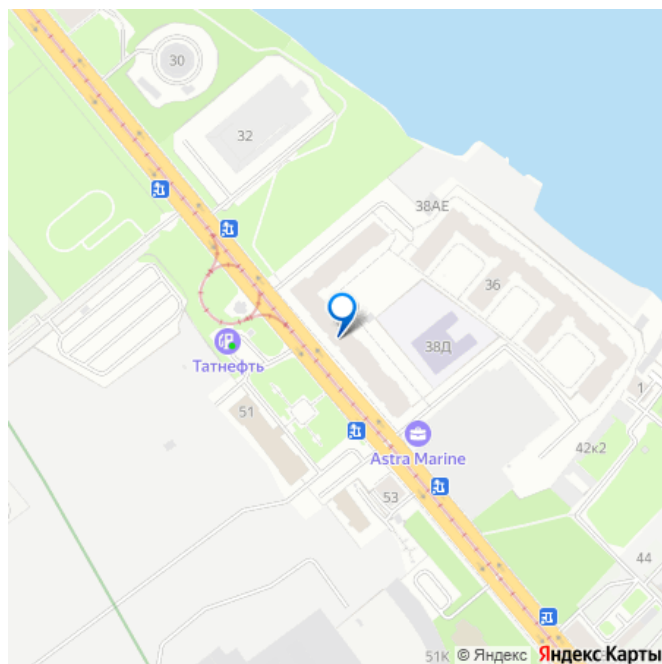 30
32
38АЕ
36
38Д
Татнефть
51
1
Astra Marine
42к2
53
44
51К
© Яндекс
Яндекс Карты